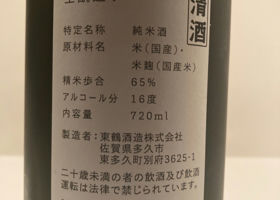 清酒
特定名称 純米酒
原材料名 米(国産)・
米麹(国産米)
精米歩合 65%
アルコール分 16度
内容量 720ml
製造者：東鶴酒造株式会社
佐賀県多久市
東多久町別府3625-1
二十歳未満の者の飲酒及び飲酒
運転は法律で禁じられています。